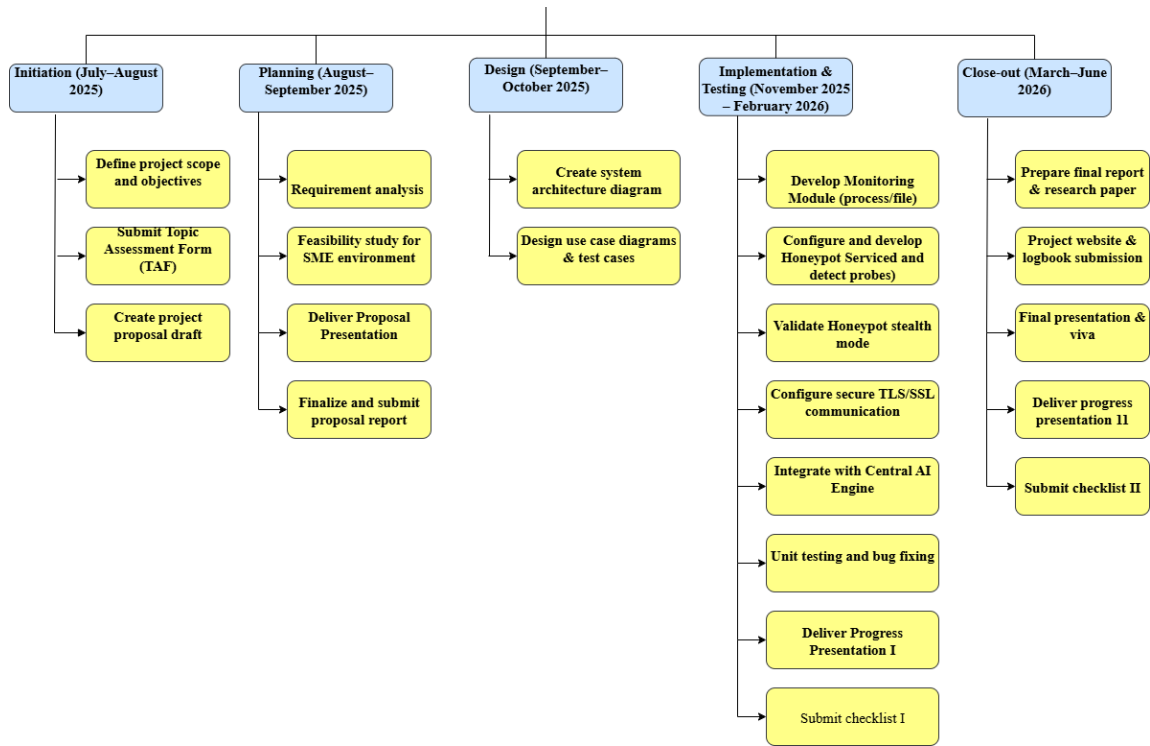 Initiation (July–August
2025)
Define project scope
and objectives
Submit Topic
Assessment Form
(TAF)
Create project
proposal draft
Planning (August–
September 2025)
Requirement analysis
Feasibility study for
SME environment
Deliver Proposal
Presentation
Finalize and submit
proposal report
Design (September–
October 2025)
Create system
architecture diagram
Design use case diagrams
& test cases
Implementation &
Testing (November 2025
– February 2026)
Develop Monitoring
Module (process/file)
Configure and develop
Honeypot Serviced and
detect probes)
Validate Honeypot stealth
mode
Configure secure TLS/SSL
communication
Integrate with Central AI
Engine
Unit testing and bug fixing
Deliver Progress
Presentation I
Submit checklist I
Close-out (March–June
2026)
Prepare final report
& research paper
Project website &
logbook submission
Final presentation &
viva
Deliver progress
presentation 11
Submit checklist II